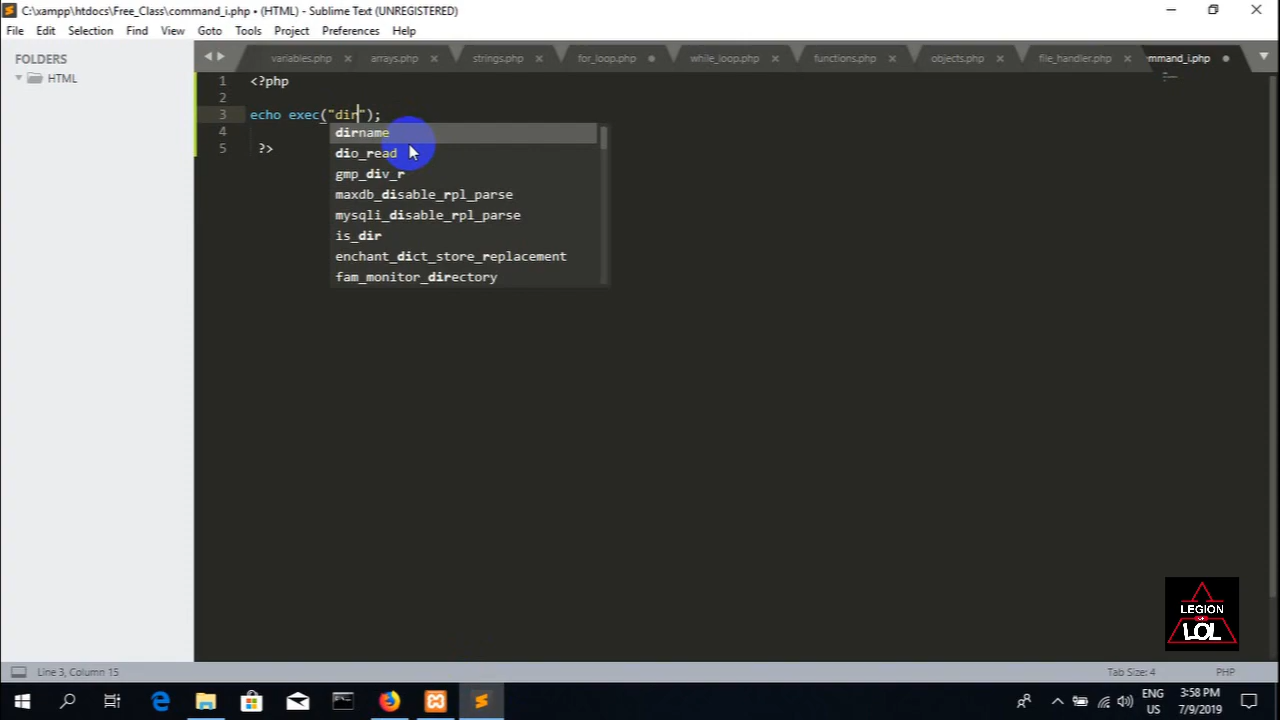 C:\xampp\htdocs\Free_Class\command_i.php • (HTML) - Sublime Text (UNREGISTERED)
File Edit Selection Find View Goto Tools Project Preferences Help
FOLDERS
HTML
variables.php arrays.php strings.php for_loop.php while_loop.php functions.php objects.php file_handler.php mmand_i.php
1 <?php
2
3 echo exec("dir");
4
5 ?>
dirname
dio_read
gmp_div_r
maxdb_disable_rpl_parse
mysqli_disable_rpl_parse
is_dir
enchant_dict_store_replacement
fam_monitor_directory
LEGION
LOL
Line 3, Column 15 Tab Size: 4 PHP
ENG 3:58 PM
US 7/9/2019